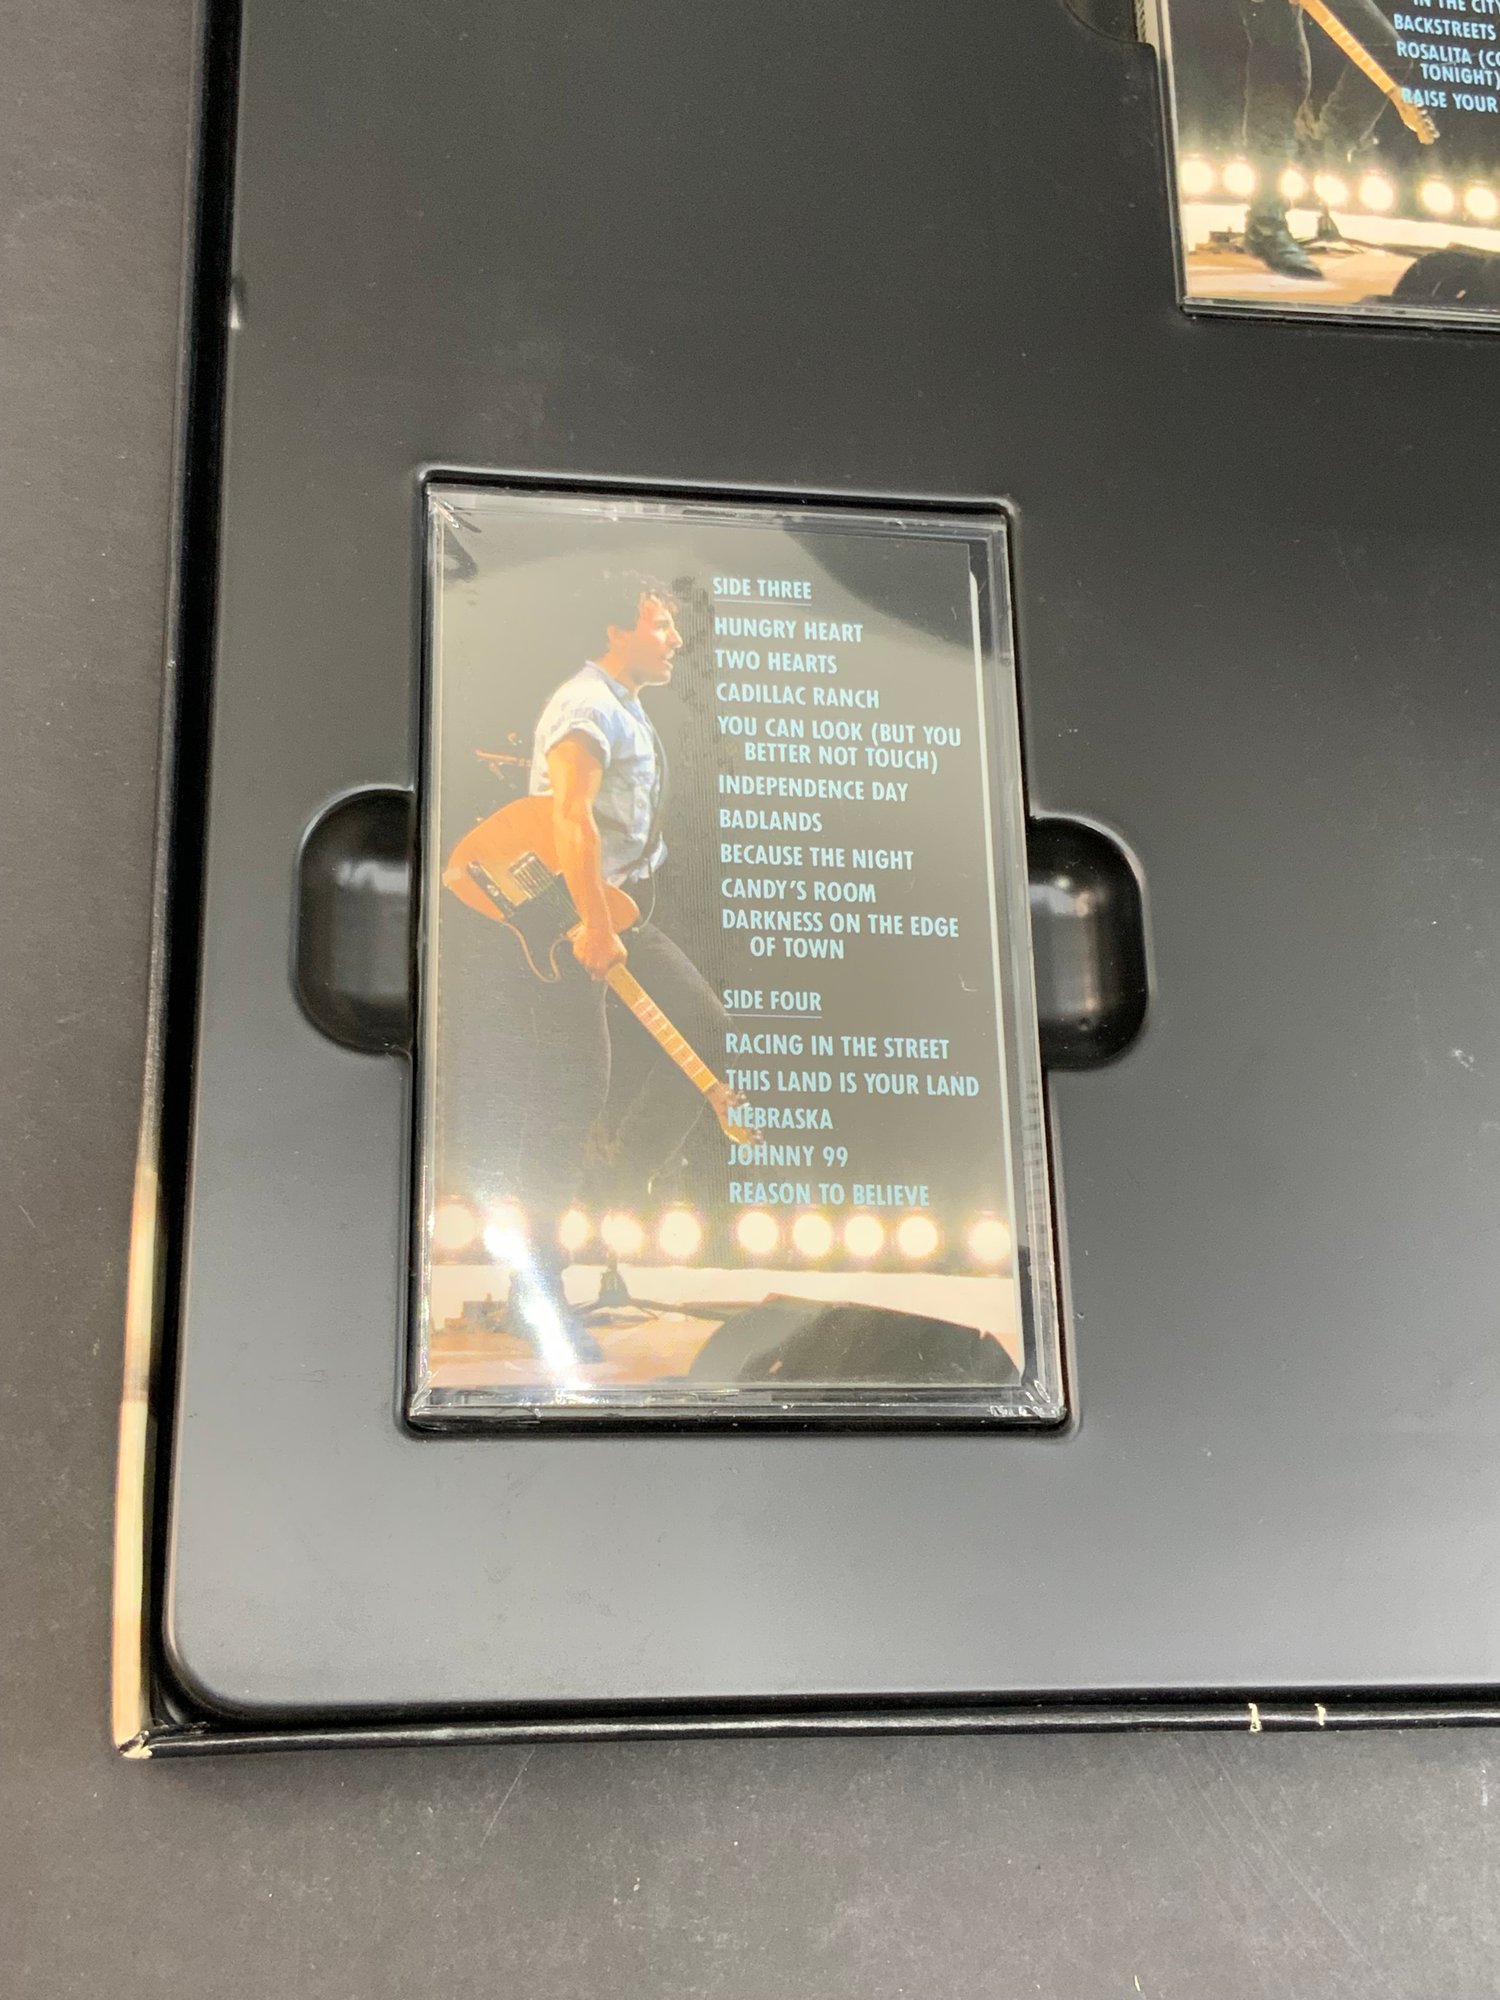 IN THE CITY
BACKSTREETS
ROSALITA
TONIGHT)
RAISE YOUR
SIDE THREE
HUNGRY HEART
TWO HEARTS
CADILLAC RANCH
YOU CAN LOOK (BUT YOU
BETTER NOT TOUCH)
INDEPENDENCE DAY
BADLANDS
BECAUSE THE NIGHT
CANDY'S ROOM
DARKNESS ON THE EDGE
OF TOWN
SIDE FOUR
RACING IN THE STREET
THIS LAND IS YOUR LAND
NEBRASKA
JOHNNY 99
REASON TO BELIEVE